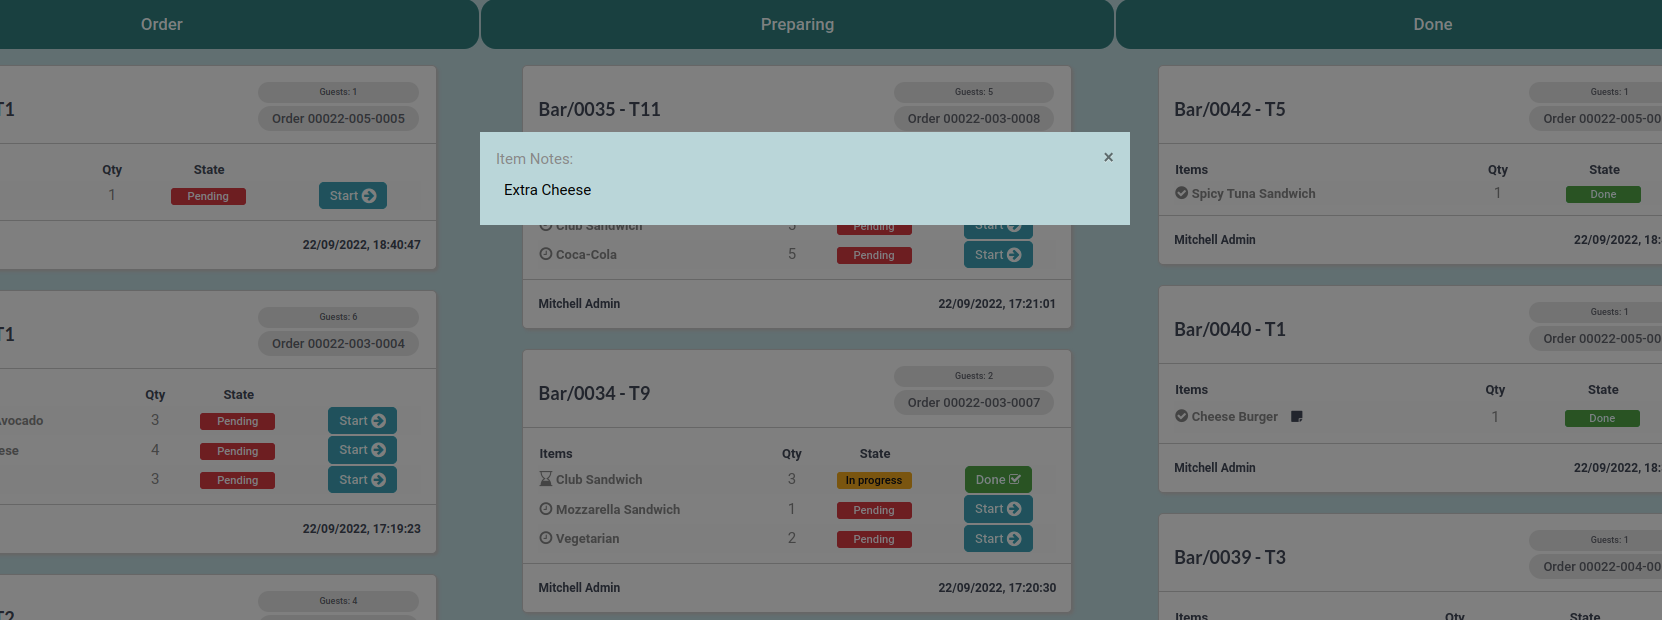 Order
Preparing
Done
T1
Guests: 1
Order 00022-005-0005
Qty State
1 Pending Start
22/09/2022, 18:40:47
T1
Guests: 6
Order 00022-003-0004
Qty State
vocado 3 Pending Start
ese 4 Pending Start
3 Pending Start
22/09/2022, 17:19:23
T2
Guests: 4
Bar/0035 - T11
Guests: 5
Order 00022-003-0008
Item Notes: ×
Extra Cheese
Club Sandwich Pending Start
Coca-Cola 5 Pending Start
Mitchell Admin 22/09/2022, 17:21:01
Bar/0034 - T9
Guests: 2
Order 00022-003-0007
Items Qty State
Club Sandwich 3 In progress Done
Mozzarella Sandwich 1 Pending Start
Vegetarian 2 Pending Start
Mitchell Admin 22/09/2022, 17:20:30
Bar/0042 - T5
Guests: 1
Order 00022-005-00
Items Qty State
Spicy Tuna Sandwich 1 Done
Mitchell Admin 22/09/2022, 18:
Bar/0040 - T1
Guests: 1
Order 00022-005-00
Items Qty State
Cheese Burger 1 Done
Mitchell Admin 22/09/2022, 18:
Bar/0039 - T3
Guests: 1
Order 00022-004-00
Items Qty State